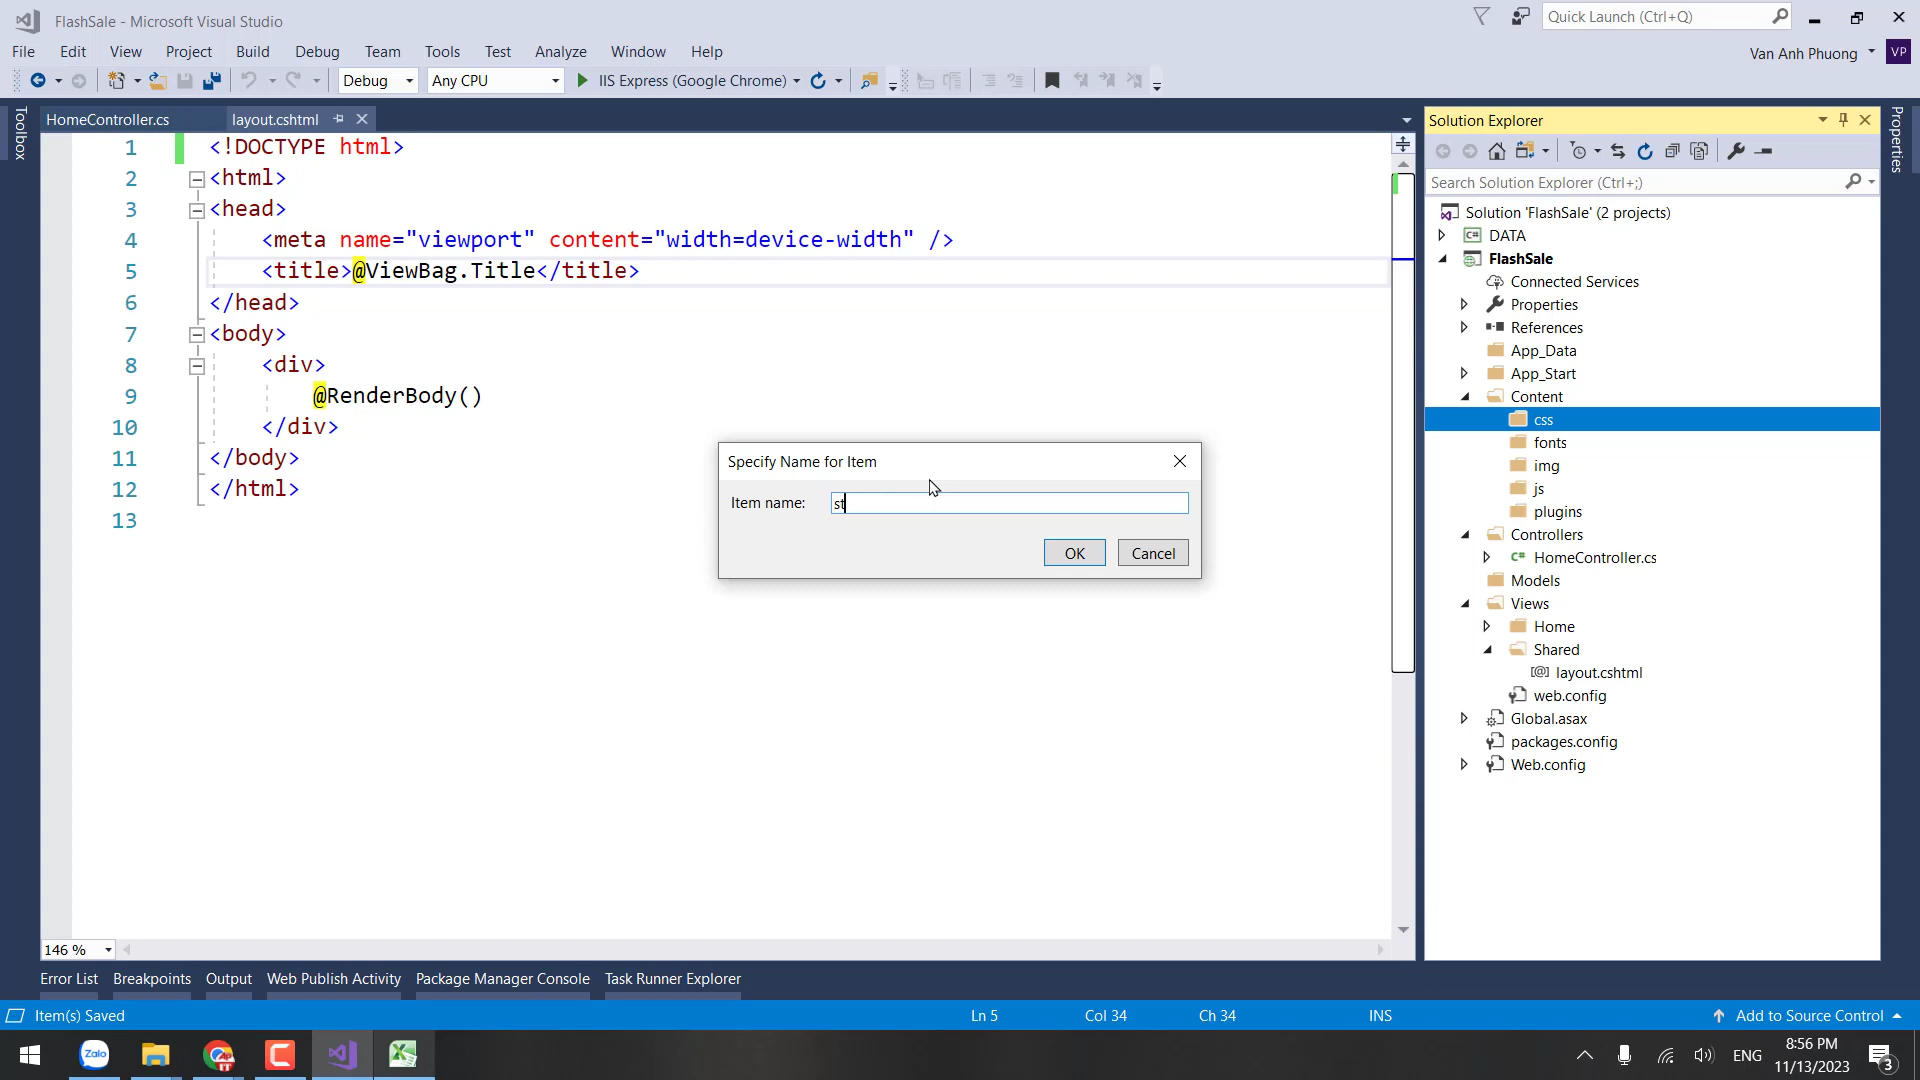 FlashSale - Microsoft Visual Studio
Quick Launch (Ctrl+Q)
File Edit View Project Build Debug Team Tools Test Analyze Window Help
Van Anh Phuong VP
Debug Any CPU IIS Express (Google Chrome)
Toolbox
HomeController.cs layout.cshtml
1 <!DOCTYPE html>
2 <html>
3 <head>
4 <meta name="viewport" content="width=device-width" />
5 <title>@ViewBag.Title</title>
6 </head>
7 <body>
8 <div>
9 @RenderBody()
10 </div>
11 </body>
12 </html>
13
Specify Name for Item
Item name: st
OK Cancel
146 %
Solution Explorer
Search Solution Explorer (Ctrl+;)
Solution 'FlashSale' (2 projects)
DATA
FlashSale
Connected Services
Properties
References
App_Data
App_Start
Content
css
fonts
img
js
plugins
Controllers
C# HomeController.cs
Models
Views
Home
Shared
[@] layout.cshtml
web.config
Global.asax
packages.config
Web.config
Properties
Error List Breakpoints Output Web Publish Activity Package Manager Console Task Runner Explorer
Item(s) Saved Ln 5 Col 34 Ch 34 INS Add to Source Control
Zalo
ENG
8:56 PM
11/13/2023
3